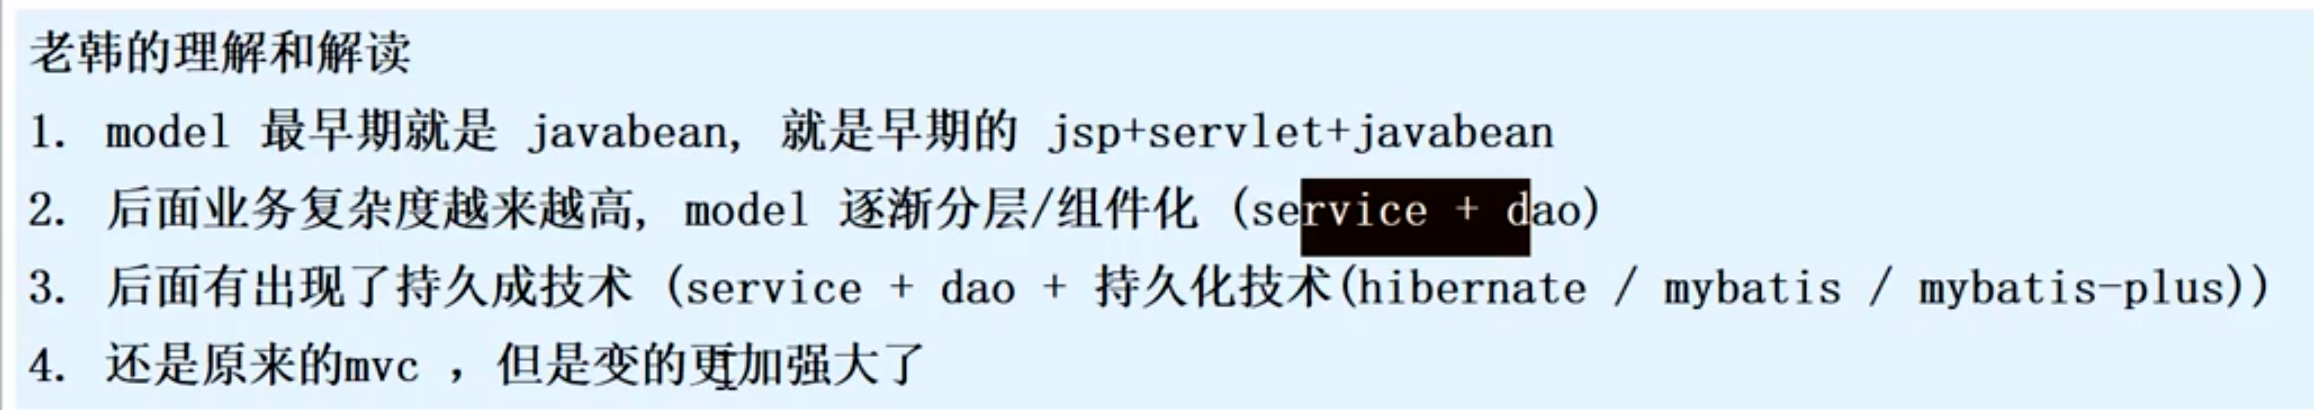 老韩的理解和解读
1. model 最早期就是 javabean, 就是早期的 jsp+servlet+javabean
2. 后面业务复杂度越来越高, model 逐渐分层/组件化 (service + dao)
3. 后面有出现了持久成技术 (service + dao + 持久化技术(hibernate / mybatis / mybatis-plus))
4. 还是原来的mvc ，但是变的更加强大了